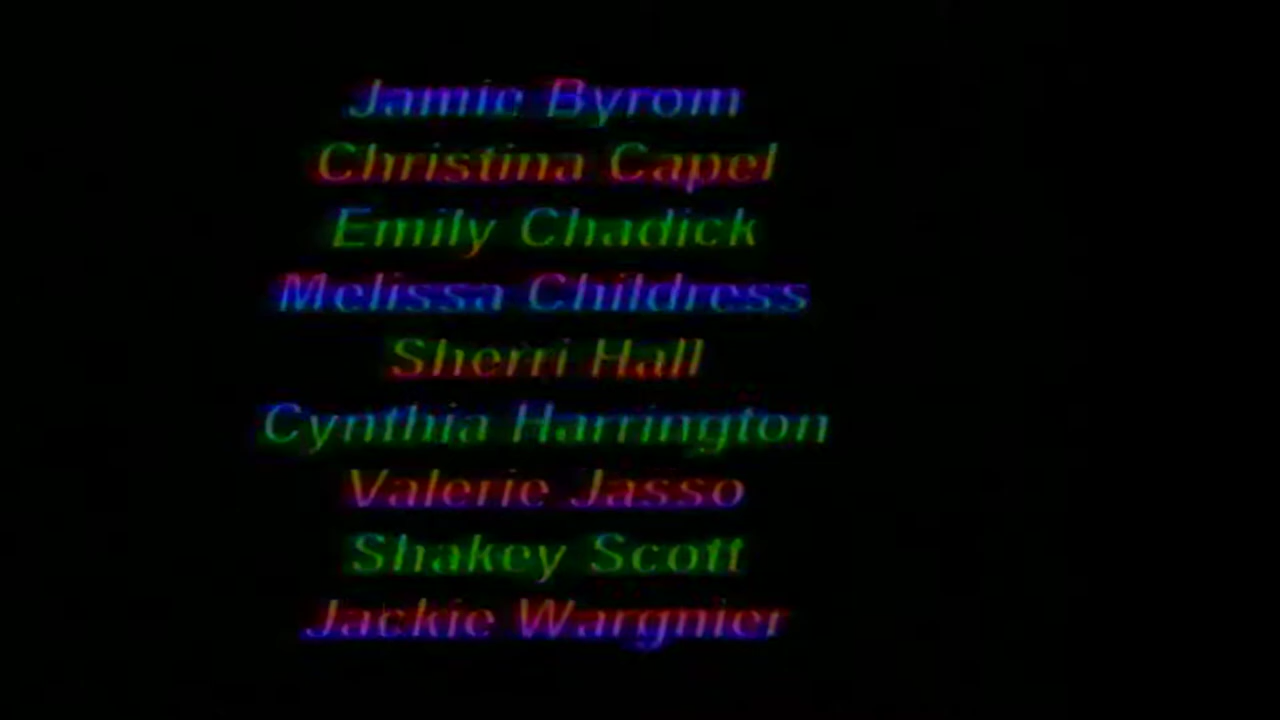 Jamie Byrom
Christina Capel
Emily Chadick
Melissa Childress
Sherri Hall
Cynthia Harrington
Valerie Jasso
Shakey Scott
Jackie Wargnier